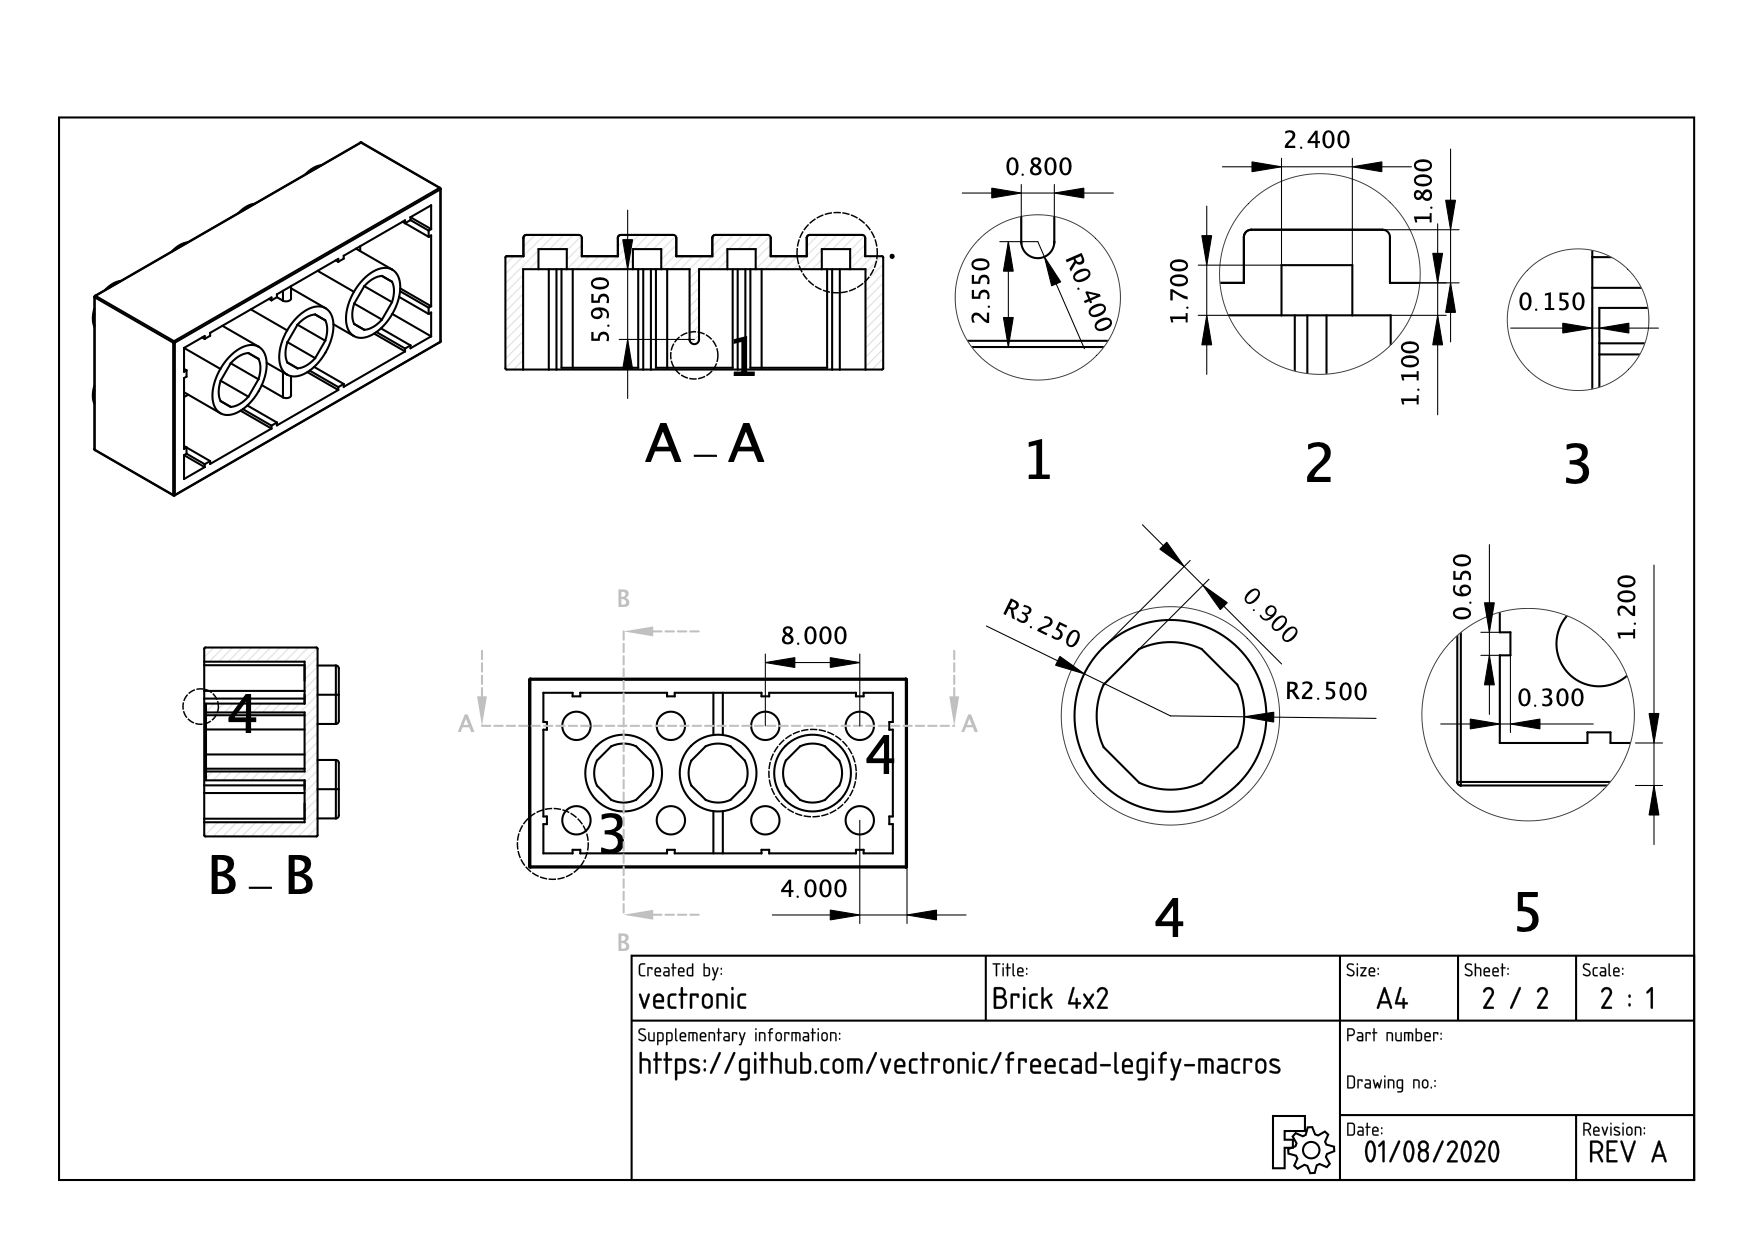 5.950
1
A – A
0.800
2.550
R0.400
1
2.400
1.800
1.700
1.100
2
0.150
3
4
B – B
B
8.000
A
A
4
3
4.000
B
R3.250
0.900
R2.500
4
0.650
1.200
0.300
5
Created by:
vectronic
Title:
Brick 4x2
Size:
A4
Sheet:
2 / 2
Scale:
2 : 1
Supplementary information:
https://github.com/vectronic/freecad-legify-macros
Part number:
Drawing no.:
Date:
01/08/2020
Revision:
REV A